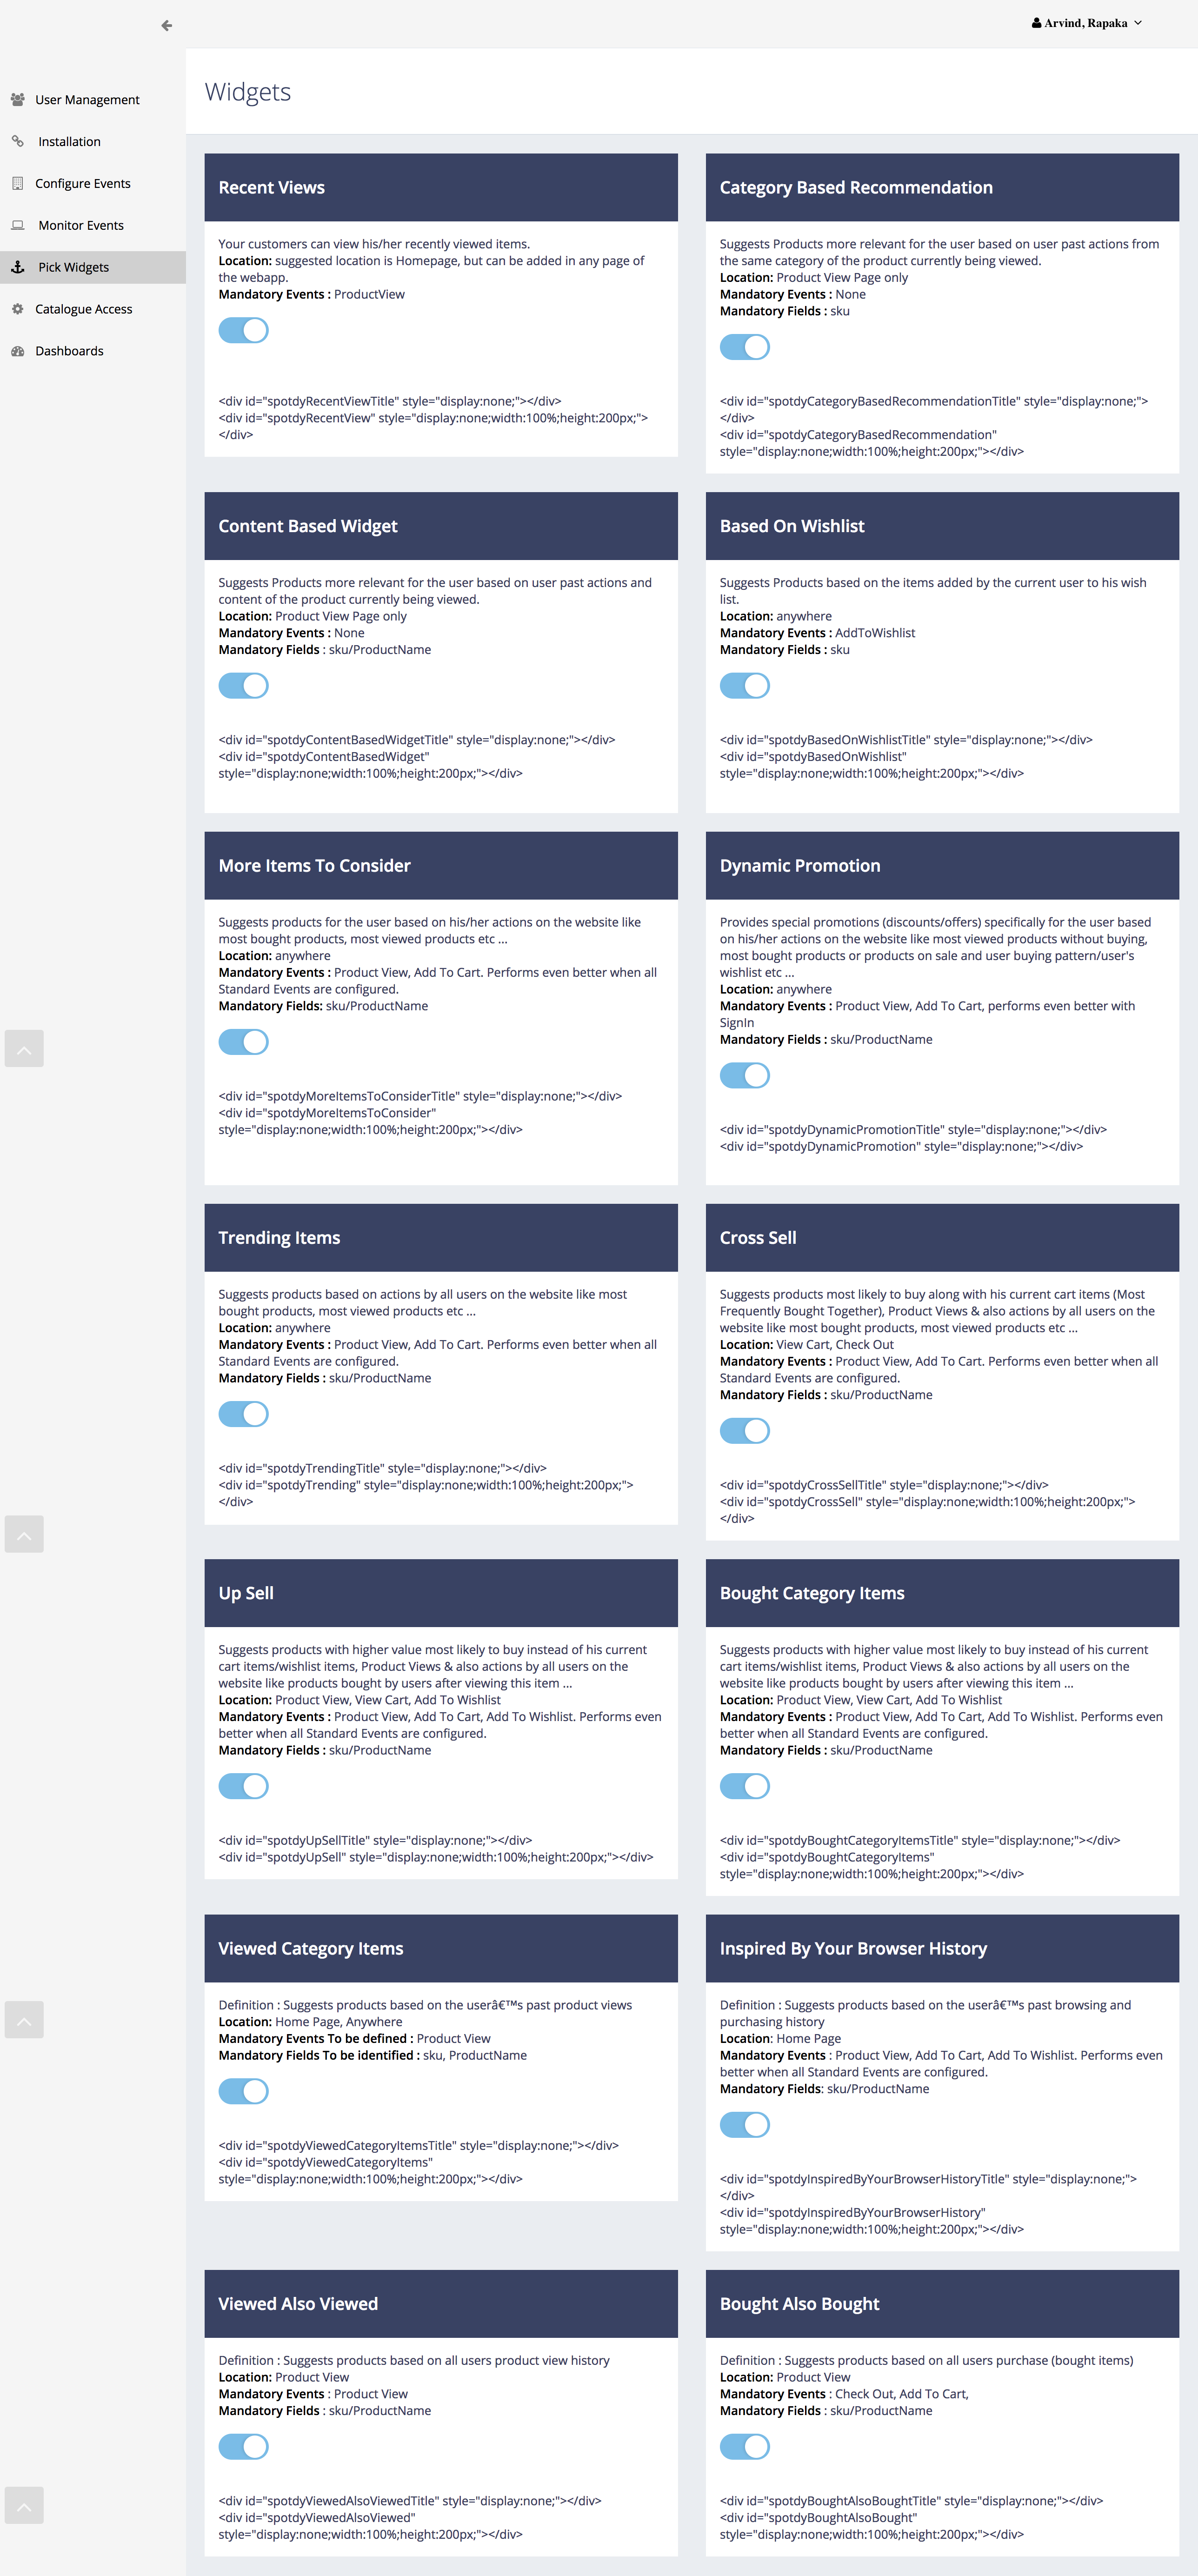 Arvind, Rapaka
User Management
Installation
Configure Events
Monitor Events
Pick Widgets
Catalogue Access
Dashboards
Widgets
Recent Views
Your customers can view his/her recently viewed items.
Location: suggested location is Homepage, but can be added in any page of
the webapp.
Mandatory Events : ProductView
<div id="spotdyRecentViewTitle" style="display:none;"></div>
<div id="spotdyRecentView" style="display:none;width:100%;height:200px;">
</div>
Category Based Recommendation
Suggests Products more relevant for the user based on user past actions from
the same category of the product currently being viewed.
Location: Product View Page only
Mandatory Events : None
Mandatory Fields : sku
<div id="spotdyCategoryBasedRecommendationTitle" style="display:none;">
</div>
<div id="spotdyCategoryBasedRecommendation"
style="display:none;width:100%;height:200px;"></div>
Content Based Widget
Suggests Products more relevant for the user based on user past actions and
content of the product currently being viewed.
Location: Product View Page only
Mandatory Events : None
Mandatory Fields : sku/ProductName
<div id="spotdyContentBasedWidgetTitle" style="display:none;"></div>
<div id="spotdyContentBasedWidget"
style="display:none;width:100%;height:200px;"></div>
Based On Wishlist
Suggests Products based on the items added by the current user to his wish
list.
Location: anywhere
Mandatory Events : AddToWishlist
Mandatory Fields : sku
<div id="spotdyBasedOnWishlistTitle" style="display:none;"></div>
<div id="spotdyBasedOnWishlist"
style="display:none;width:100%;height:200px;"></div>
More Items To Consider
Suggests products for the user based on his/her actions on the website like
most bought products, most viewed products etc ...
Location: anywhere
Mandatory Events : Product View, Add To Cart. Performs even better when all
Standard Events are configured.
Mandatory Fields: sku/ProductName
<div id="spotdyMoreItemsToConsiderTitle" style="display:none;"></div>
<div id="spotdyMoreItemsToConsider"
style="display:none;width:100%;height:200px;"></div>
Dynamic Promotion
Provides special promotions (discounts/offers) specifically for the user based
on his/her actions on the website like most viewed products without buying,
most bought products or products on sale and user buying pattern/user's
wishlist etc ...
Location: anywhere
Mandatory Events : Product View, Add To Cart, performs even better with
SignIn
Mandatory Fields : sku/ProductName
<div id="spotdyDynamicPromotionTitle" style="display:none;"></div>
<div id="spotdyDynamicPromotion" style="display:none;"></div>
Trending Items
Suggests products based on actions by all users on the website like most
bought products, most viewed products etc ...
Location: anywhere
Mandatory Events : Product View, Add To Cart. Performs even better when all
Standard Events are configured.
Mandatory Fields : sku/ProductName
<div id="spotdyTrendingTitle" style="display:none;"></div>
<div id="spotdyTrending" style="display:none;width:100%;height:200px;">
</div>
Cross Sell
Suggests products most likely to buy along with his current cart items (Most
Frequently Bought Together), Product Views & also actions by all users on the
website like most bought products, most viewed products etc ...
Location: View Cart, Check Out
Mandatory Events : Product View, Add To Cart. Performs even better when all
Standard Events are configured.
Mandatory Fields : sku/ProductName
<div id="spotdyCrossSellTitle" style="display:none;"></div>
<div id="spotdyCrossSell" style="display:none;width:100%;height:200px;">
</div>
Up Sell
Suggests products with higher value most likely to buy instead of his current
cart items/wishlist items, Product Views & also actions by all users on the
website like products bought by users after viewing this item ...
Location: Product View, View Cart, Add To Wishlist
Mandatory Events : Product View, Add To Cart, Add To Wishlist. Performs even
better when all Standard Events are configured.
Mandatory Fields : sku/ProductName
<div id="spotdyUpSellTitle" style="display:none;"></div>
<div id="spotdyUpSell" style="display:none;width:100%;height:200px;"></div>
Bought Category Items
Suggests products with higher value most likely to buy instead of his current
cart items/wishlist items, Product Views & also actions by all users on the
website like products bought by users after viewing this item ...
Location: Product View, View Cart, Add To Wishlist
Mandatory Events : Product View, Add To Cart, Add To Wishlist. Performs even
better when all Standard Events are configured.
Mandatory Fields : sku/ProductName
<div id="spotdyBoughtCategoryItemsTitle" style="display:none;"></div>
<div id="spotdyBoughtCategoryItems"
style="display:none;width:100%;height:200px;"></div>
Viewed Category Items
Definition : Suggests products based on the userâ€™s past product views
Location: Home Page, Anywhere
Mandatory Events To be defined : Product View
Mandatory Fields To be identified : sku, ProductName
<div id="spotdyViewedCategoryItemsTitle" style="display:none;"></div>
<div id="spotdyViewedCategoryItems"
style="display:none;width:100%;height:200px;"></div>
Inspired By Your Browser History
Definition : Suggests products based on the userâ€™s past browsing and
purchasing history
Location: Home Page
Mandatory Events : Product View, Add To Cart, Add To Wishlist. Performs even
better when all Standard Events are configured.
Mandatory Fields: sku/ProductName
<div id="spotdyInspiredByYourBrowserHistoryTitle" style="display:none;">
</div>
<div id="spotdyInspiredByYourBrowserHistory"
style="display:none;width:100%;height:200px;"></div>
Viewed Also Viewed
Definition : Suggests products based on all users product view history
Location: Product View
Mandatory Events : Product View
Mandatory Fields : sku/ProductName
<div id="spotdyViewedAlsoViewedTitle" style="display:none;"></div>
<div id="spotdyViewedAlsoViewed"
style="display:none;width:100%;height:200px;"></div>
Bought Also Bought
Definition : Suggests products based on all users purchase (bought items)
Location: Product View
Mandatory Events : Check Out, Add To Cart,
Mandatory Fields : sku/ProductName
<div id="spotdyBoughtAlsoBoughtTitle" style="display:none;"></div>
<div id="spotdyBoughtAlsoBought"
style="display:none;width:100%;height:200px;"></div>